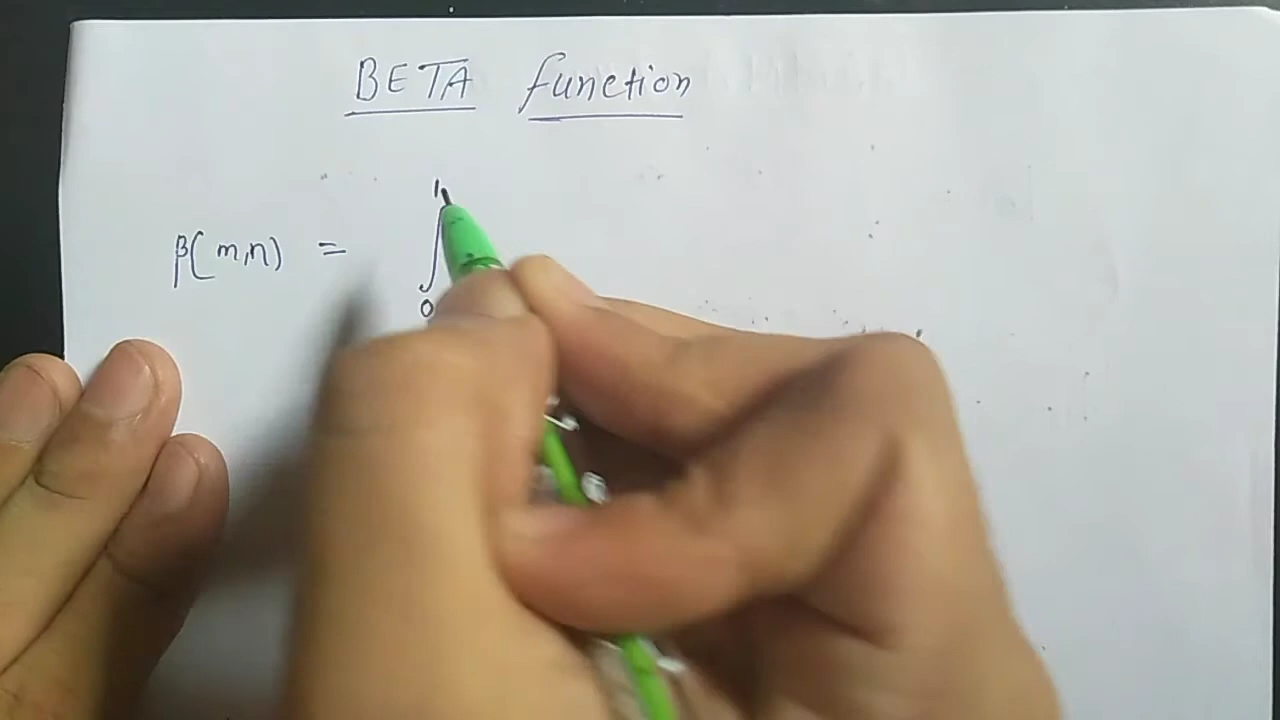 BETA function
β(m,n) = ∫₀¹